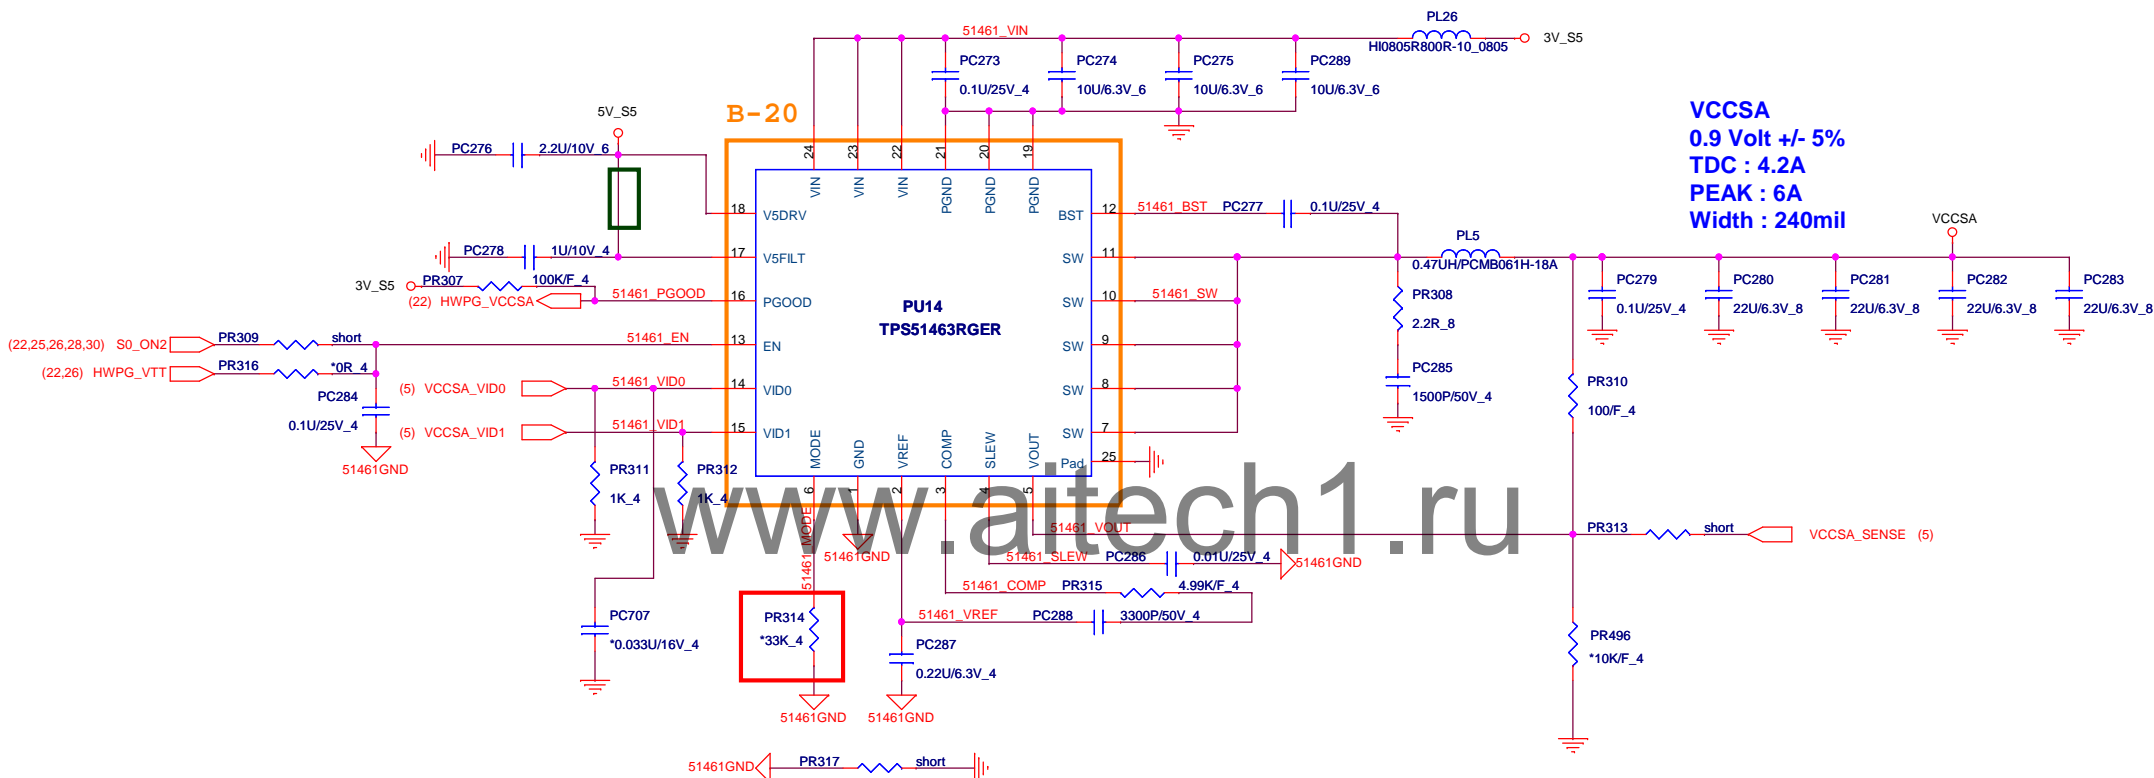 PL26
51461_VIN
3V_S5
HI0805R800R-10_0805
PC273
0.1U/25V_4
PC274
10U/6.3V_6
PC275
10U/6.3V_6
PC289
10U/6.3V_6
VCCSA
0.9 Volt +/- 5%
TDC : 4.2A
PEAK : 6A
Width : 240mil
5V_S5
B-20
PC276
2.2U/10V_6
24
23
22
21
20
19
VIN
VIN
VIN
PGND
PGND
PGND
18
V5DRV
BST
12
51461_BST
PC277
0.1U/25V_4
VCCSA
PC278
1U/10V_4
17
V5FILT
SW
11
PL5
0.47UH/PCMB061H-18A
3V_S5
PR307
100K/F_4
(22) HWPG_VCCSA
51461_PGOOD
16
PGOOD
SW
10
51461_SW
PU14
TPS51463RGER
PR308
2.2R_8
PC279
0.1U/25V_4
PC280
22U/6.3V_8
PC281
22U/6.3V_8
PC282
22U/6.3V_8
PC283
22U/6.3V_8
(22,25,26,28,30) S0_ON2
PR309
short
51461_EN
13
EN
SW
9
(22,26) HWPG_VTT
PR316
*0R_4
PC284
0.1U/25V_4
51461GND
(5) VCCSA_VID0
51461_VID0
14
VID0
SW
8
PC285
1500P/50V_4
PR310
100/F_4
(5) VCCSA_VID1
51461_VID1
15
VID1
SW
7
MODE
GND
VREF
COMP
SLEW
VOUT
Pad
25
6
1
2
3
4
5
PR311
1K_4
PR312
1K_4
www.aitech1.ru
51461_MODE
51461GND
51461_VOUT
PR313
short
VCCSA_SENSE (5)
51461_SLEW
PC286
0.01U/25V_4
51461GND
51461_COMP
PR315
4.99K/F_4
51461_VREF
PC288
3300P/50V_4
PC707
*0.033U/16V_4
PR314
*33K_4
PC287
0.22U/6.3V_4
PR496
*10K/F_4
51461GND
51461GND
51461GND
PR317
short